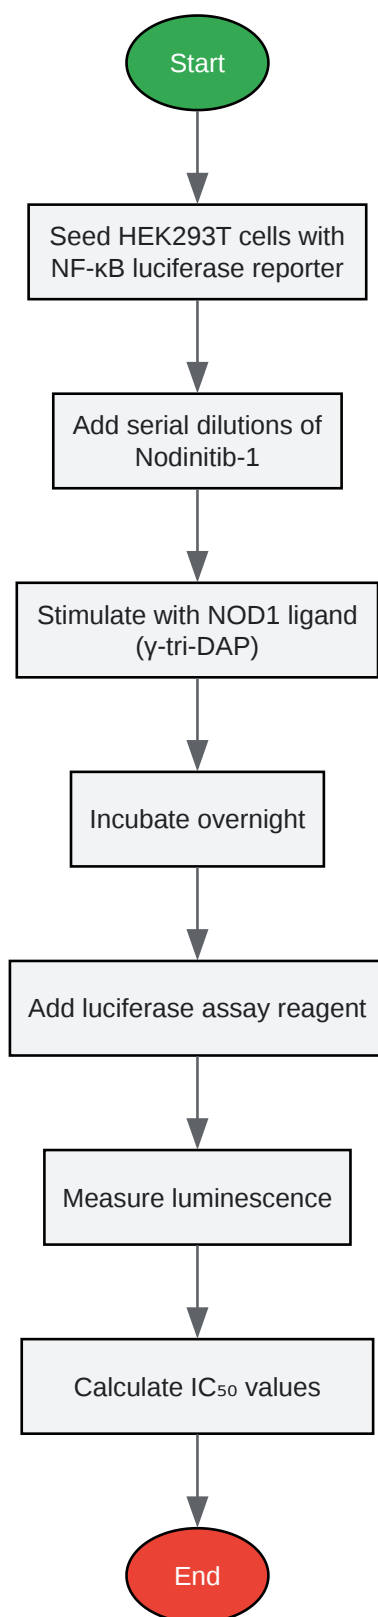 Start
Seed HEK293T cells with
NF-κB luciferase reporter
Add serial dilutions of
Nodinitib-1
Stimulate with NOD1 ligand
(γ-tri-DAP)
Incubate overnight
Add luciferase assay reagent
Measure luminescence
Calculate IC₅₀ values
End